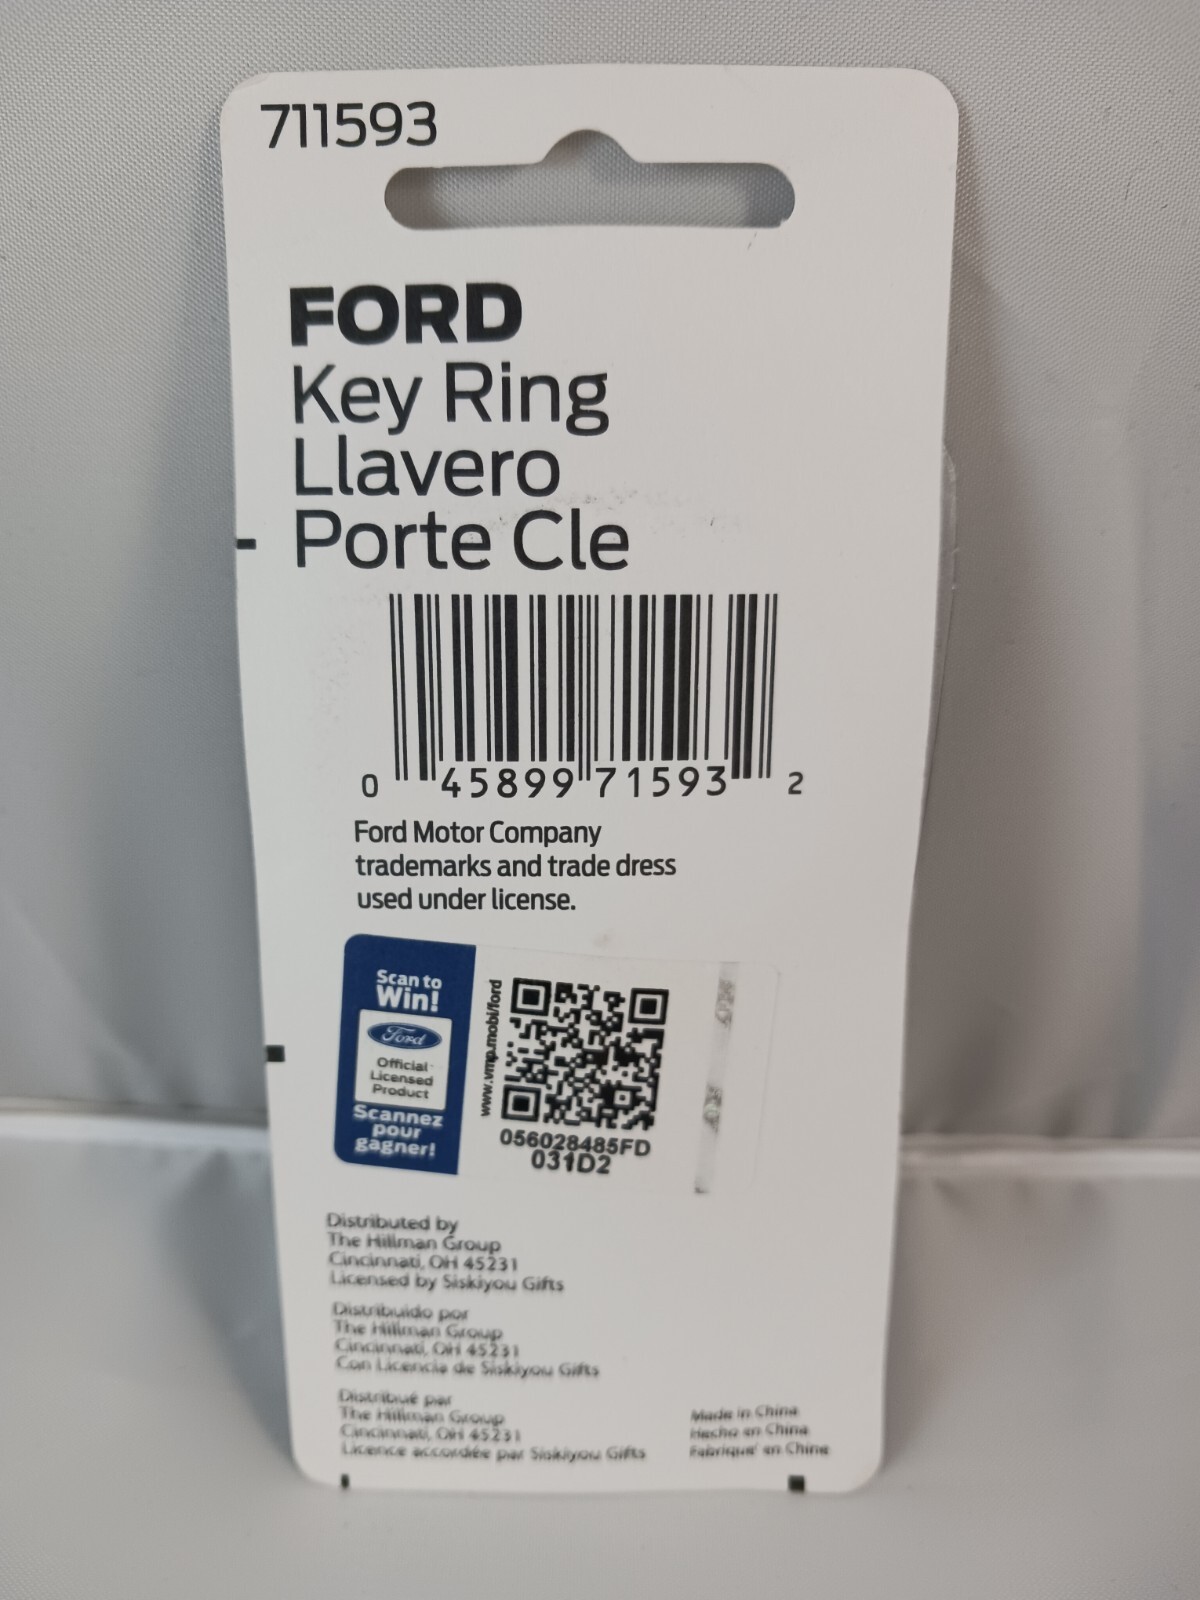 711593
FORD
Key Ring
Llavero
Porte Cle
0 45899 71593 2
Ford Motor Company
trademarks and trade dress
used under license.
Scan to
Win!
Ford
Official
Licensed
Product
Scannez
pour
gagner!
www.vmp.mobi/ford
056028485FD
031D2
Distributed by
The Hillman Group
Cincinnati, OH 45231
Licensed by Siskiyou Gifts
Distribuido por
The Hillman Group
Cincinnati, OH 45231
Con Licencia de Siskiyou Gifts
Distribué par
The Hillman Group
Cincinnati, OH 45231
Licence accordée par Siskiyou Gifts
Made in China
Hecho en China
Fabriqué en Chine